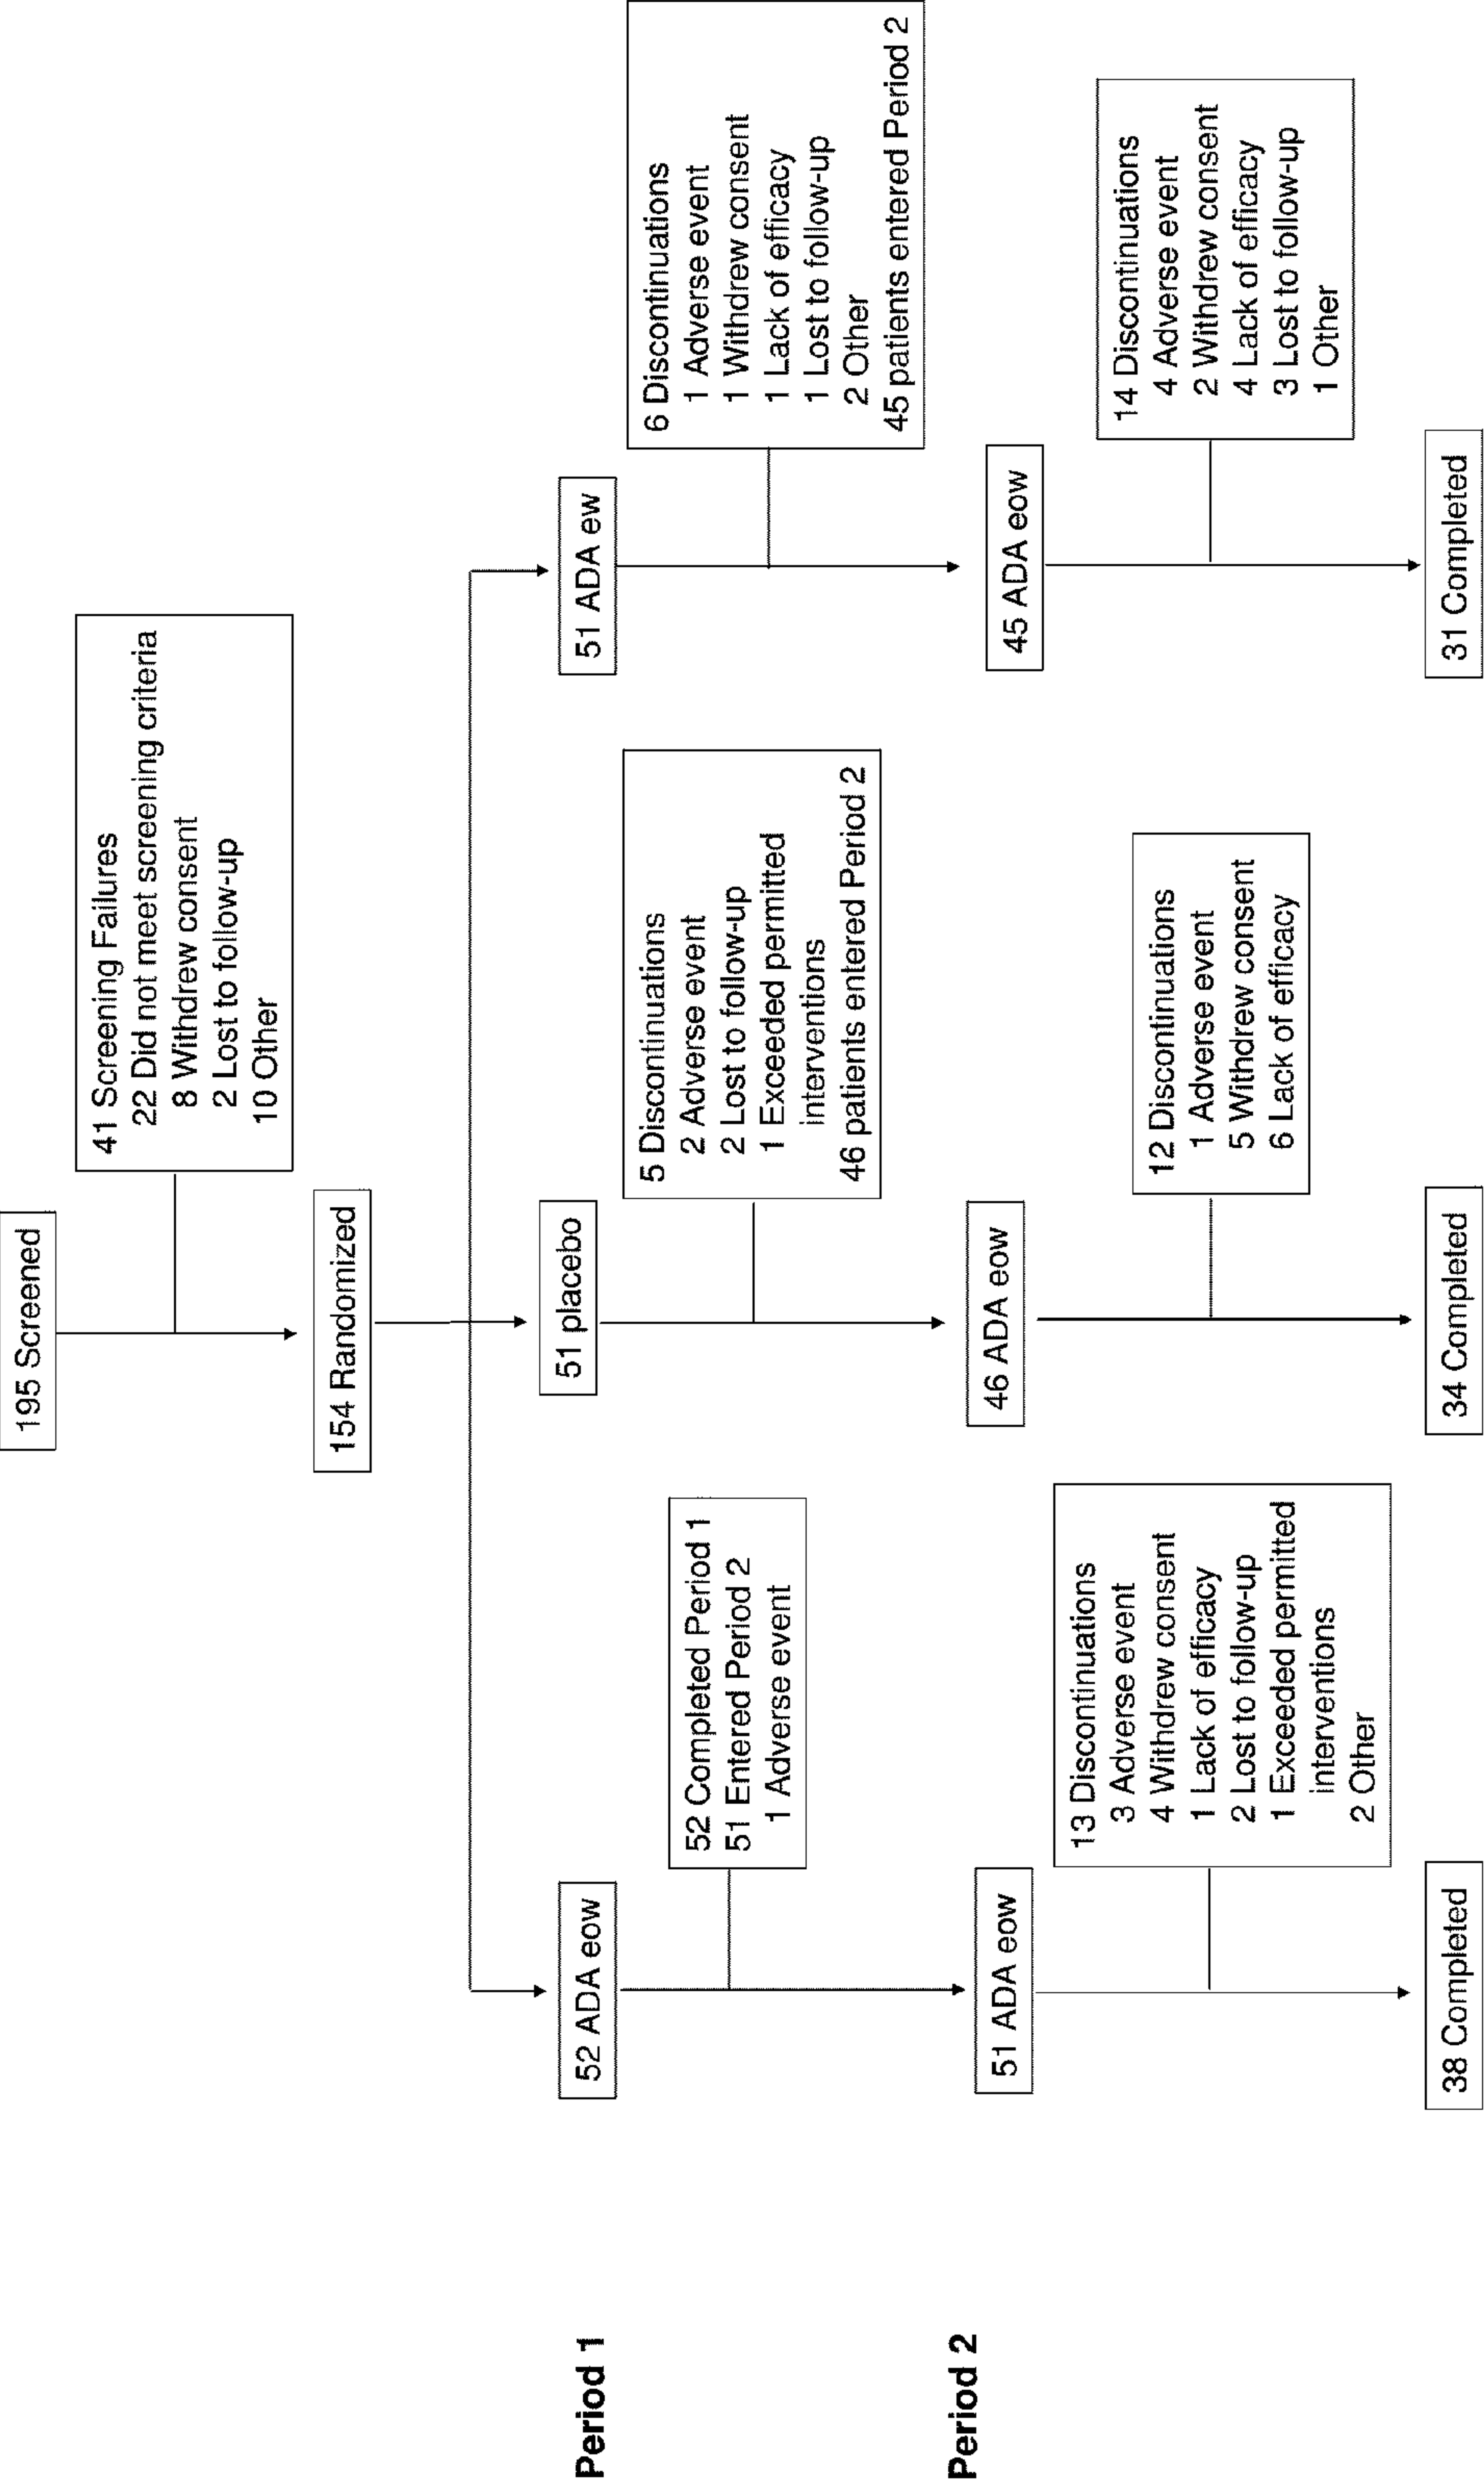 195 Screened
41 Screening Failures
22 Did not meet screening criteria
8 Withdrew consent
2 Lost to follow-up
10 Other
154 Randomized
Period 1
52 ADA eow
51 placebo
51 ADA ew
52 Completed Period 1
51 Entered Period 2
1 Adverse event
5 Discontinuations
2 Adverse event
2 Lost to follow-up
1 Exceeded permitted
interventions
46 patients entered Period 2
6 Discontinuations
1 Adverse event
1 Withdrew consent
1 Lack of efficacy
1 Lost to follow-up
2 Other
45 patients entered Period 2
Period 2
51 ADA eow
46 ADA eow
45 ADA eow
13 Discontinuations
3 Adverse event
4 Withdrew consent
1 Lack of efficacy
2 Lost to follow-up
1 Exceeded permitted
interventions
2 Other
12 Discontinuations
1 Adverse event
5 Withdrew consent
6 Lack of efficacy
14 Discontinuations
4 Adverse event
2 Withdrew consent
4 Lack of efficacy
3 Lost to follow-up
1 Other
38 Completed
34 Completed
31 Completed